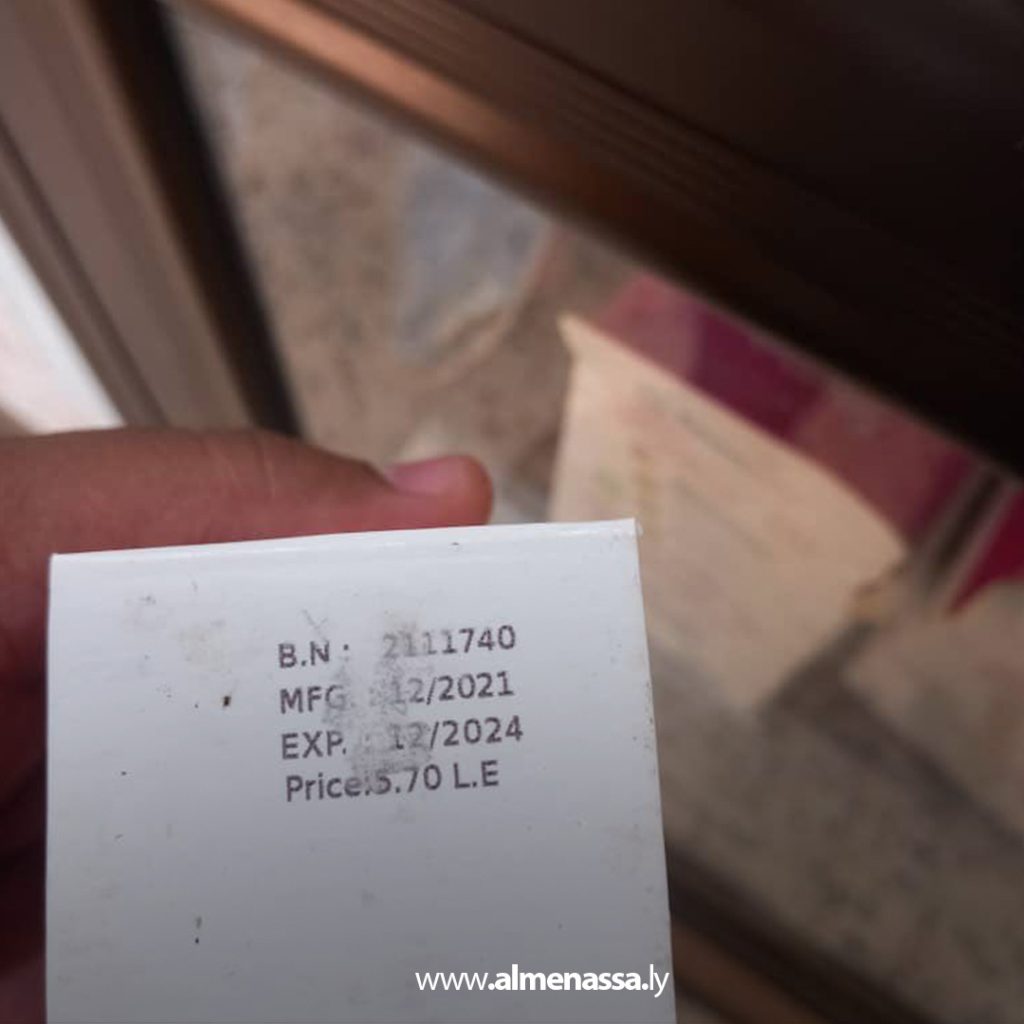 B.N : 2111740
MFG. : 12/2021
EXP. : 12/2024
Price:5.70 L.E
www.almenassa.ly